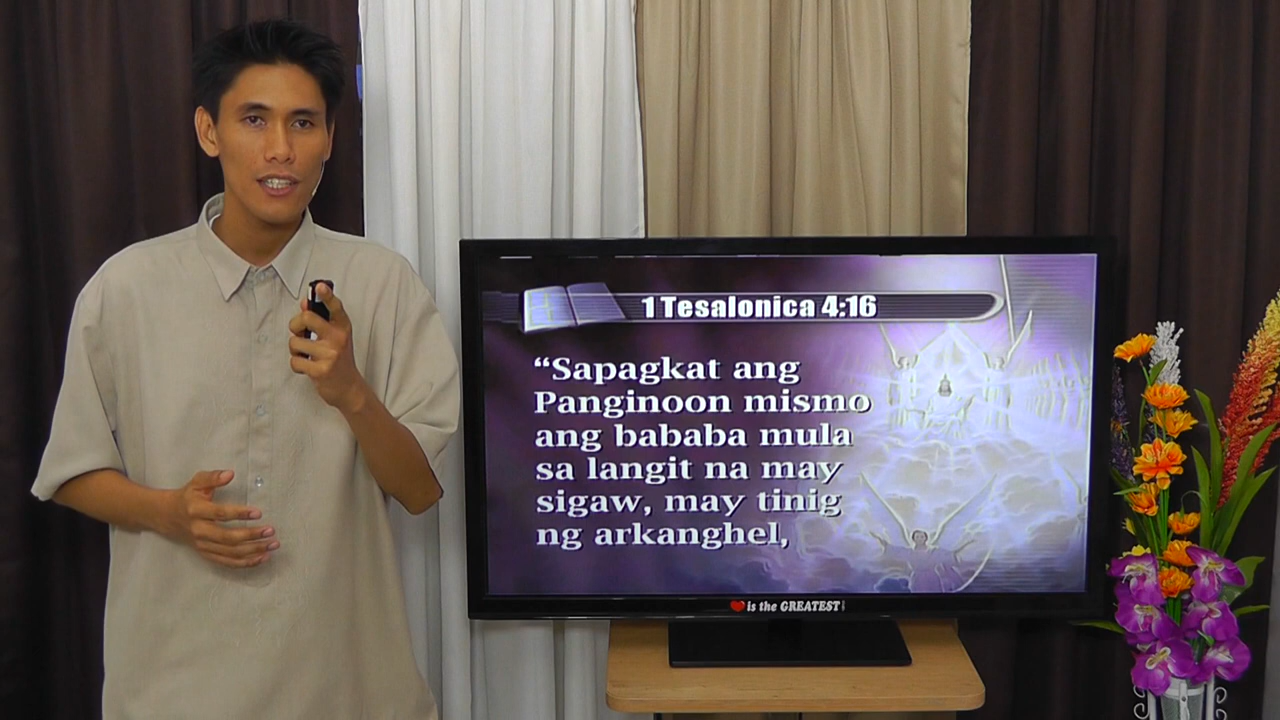 1 Tesalonica 4:16
“Sapagkat ang
Panginoon mismo
ang bababa mula
sa langit na may
sigaw, may tinig
ng arkanghel,
is the GREATEST!